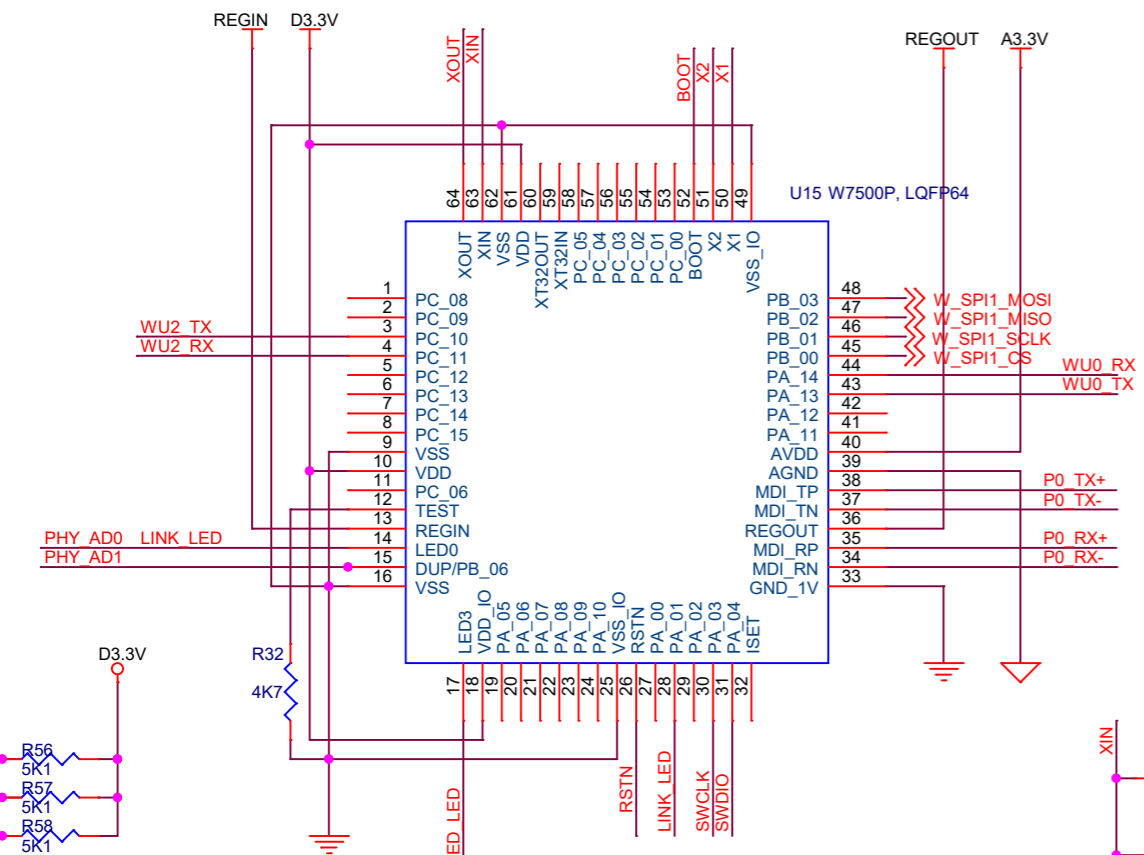 REGIN
D3.3V
REGOUT
A3.3V
XOUT
XIN
BOOT
X2
X1
64
63
62
61
60
59
58
57
56
55
54
53
52
51
50
49
U15 W7500P, LQFP64
XOUT
XIN
VSS
VDD
XT32OUT
XT32IN
PC_05
PC_04
PC_03
PC_02
PC_01
PC_00
BOOT
X2
X1
VSS_IO
1 PC_08
2 PC_09
WU2_TX 3 PC_10
WU2_RX 4 PC_11
5 PC_12
6 PC_13
7 PC_14
8 PC_15
9 VSS
10 VDD
11 PC_06
12 TEST
13 REGIN
PHY_AD0 LINK_LED 14 LED0
PHY_AD1 15 DUP/PB_06
16 VSS
PB_03 48 W_SPI1_MOSI
PB_02 47 W_SPI1_MISO
PB_01 46 W_SPI1_SCLK
PB_00 45 W_SPI1_CS
PA_14 44 WU0_RX
PA_13 43 WU0_TX
PA_12 42
PA_11 41
AVDD 40
AGND 39
MDI_TP 38 P0_TX+
MDI_TN 37 P0_TX-
REGOUT 36
MDI_RP 35 P0_RX+
MDI_RN 34 P0_RX-
GND_1V 33
LED3
VDD_IO
PA_05
PA_06
PA_07
PA_08
PA_09
PA_10
VSS_IO
RSTN
PA_00
PA_01
PA_02
PA_03
PA_04
ISET
17
18
19
20
21
22
23
24
25
26
27
28
29
30
31
32
R32
4K7
D3.3V
R56
5K1
R57
5K1
R58
5K1
ED_LED
RSTN
LINK_LED
SWCLK
SWDIO
XIN